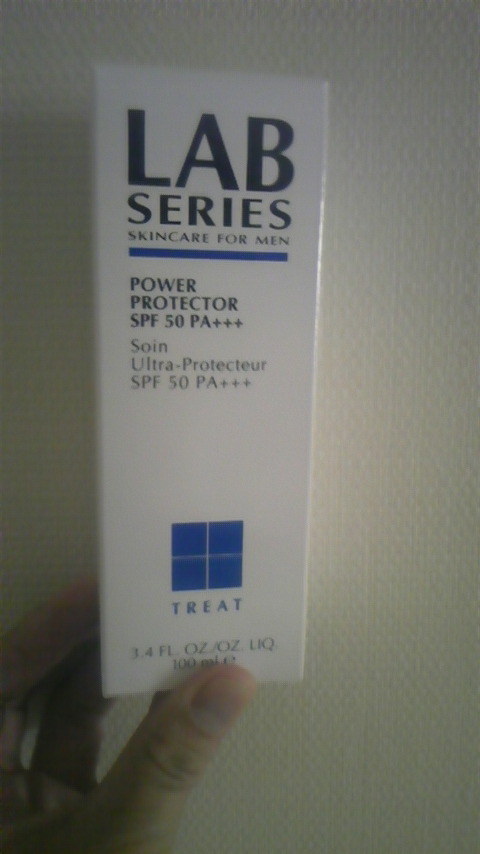 LAB
SERIES
SKINCARE FOR MEN
POWER
PROTECTOR
SPF 50 PA+++
Soin
Ultra-Protecteur
SPF 50 PA+++
TREAT
3.4 FL. OZ./OZ. LIQ.
100 ml ℮